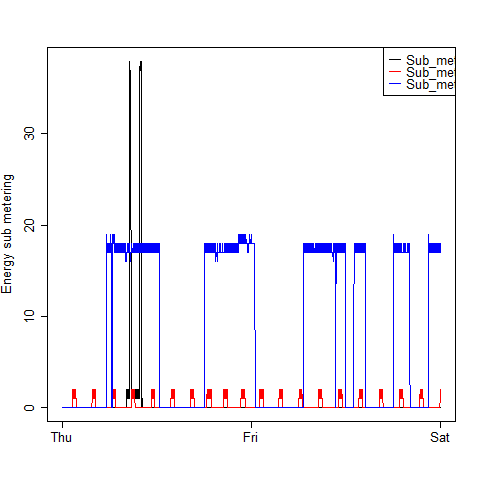 Sub_met
Sub_met
Sub_met
Energy sub metering
30
20
10
0
Thu Fri Sat